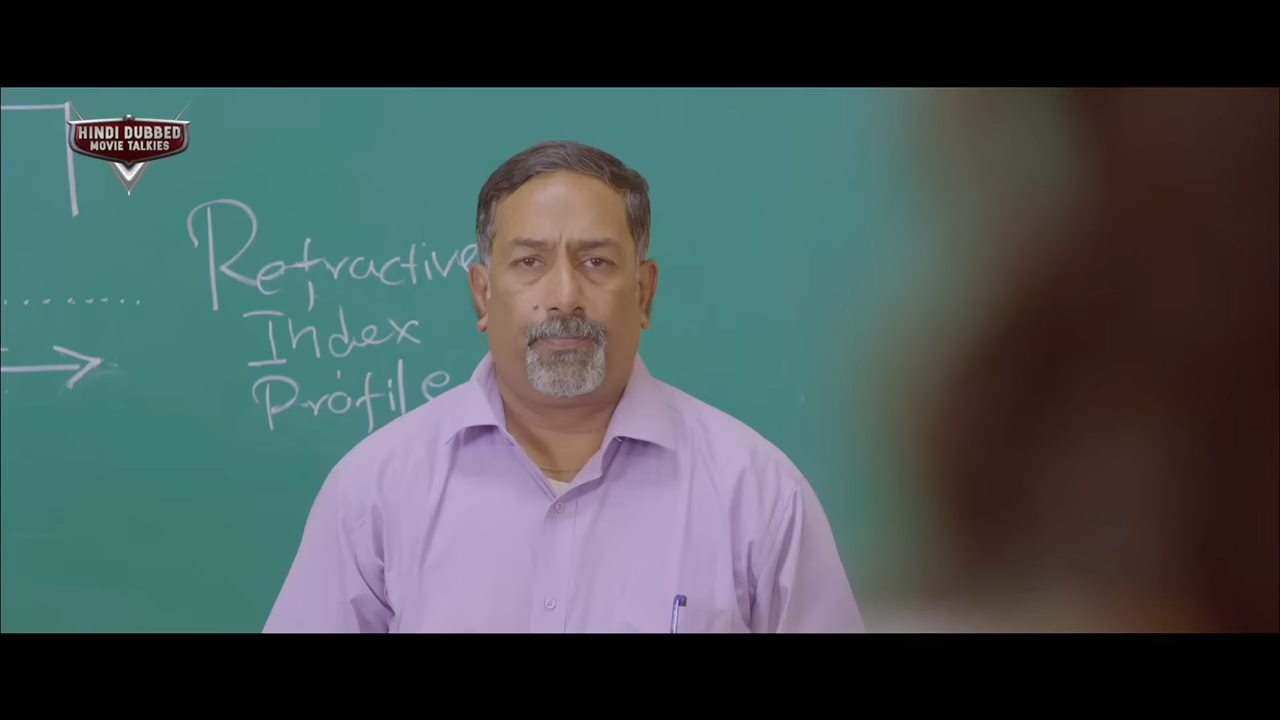 HINDI DUBBED
MOVIE TALKIES
Refractive
Index
Profile